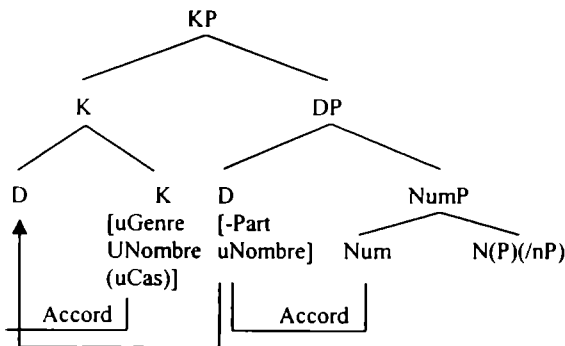 KP
K DP
D K D NumP
[uGenre [-Part
UNombre uNombre] Num N(P)(/nP)
(uCas)]
Accord Accord